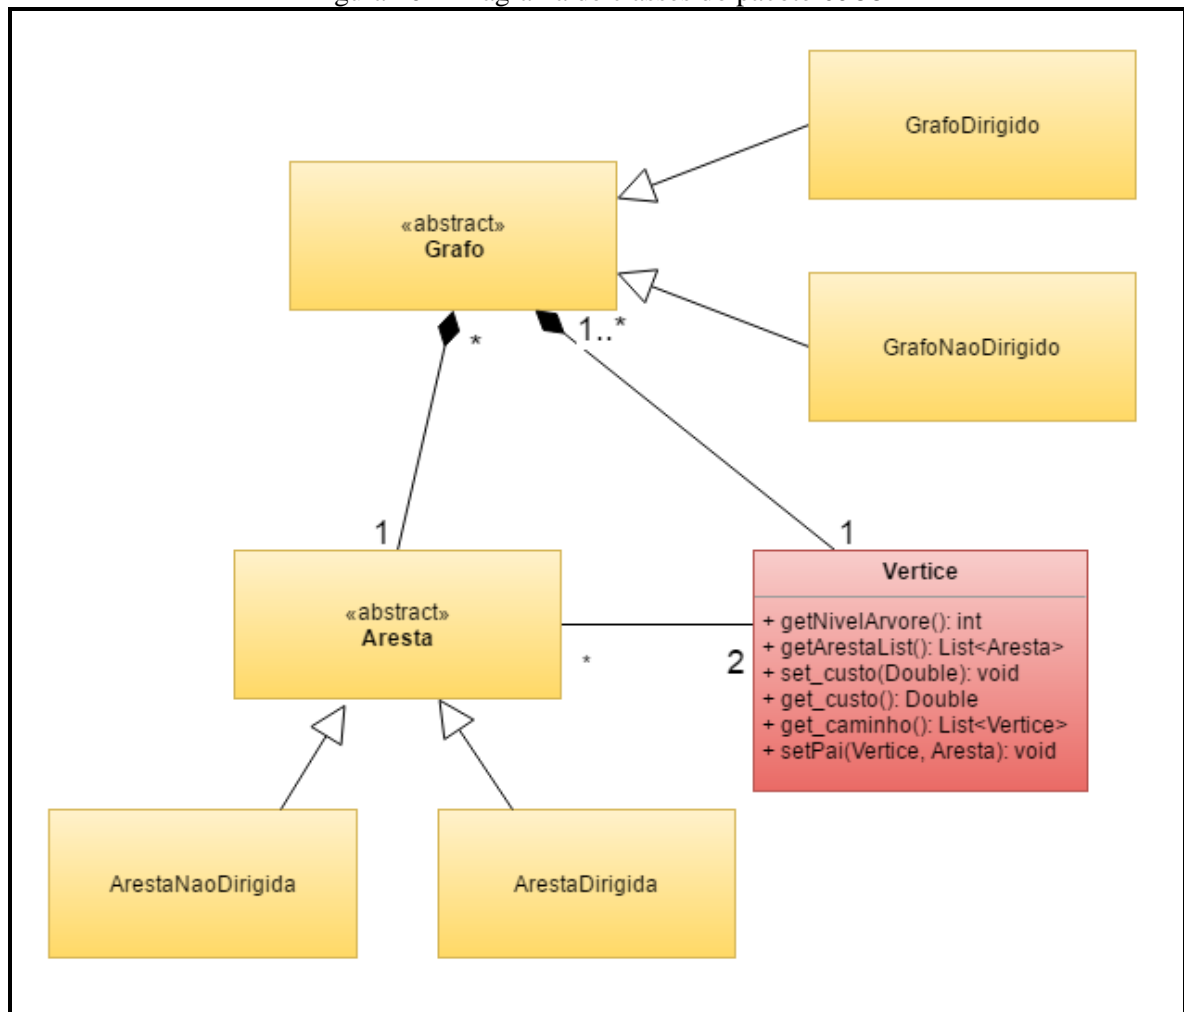 GrafoDirigido
«abstract»
Grafo
GrafoNaoDirigido
*
1..*
1
1
«abstract»
Aresta
*
2
Vertice
+ getNivelArvore(): int
+ getArestaList(): List<Aresta>
+ set_custo(Double): void
+ get_custo(): Double
+ get_caminho(): List<Vertice>
+ setPai(Vertice, Aresta): void
ArestaNaoDirigida
ArestaDirigida